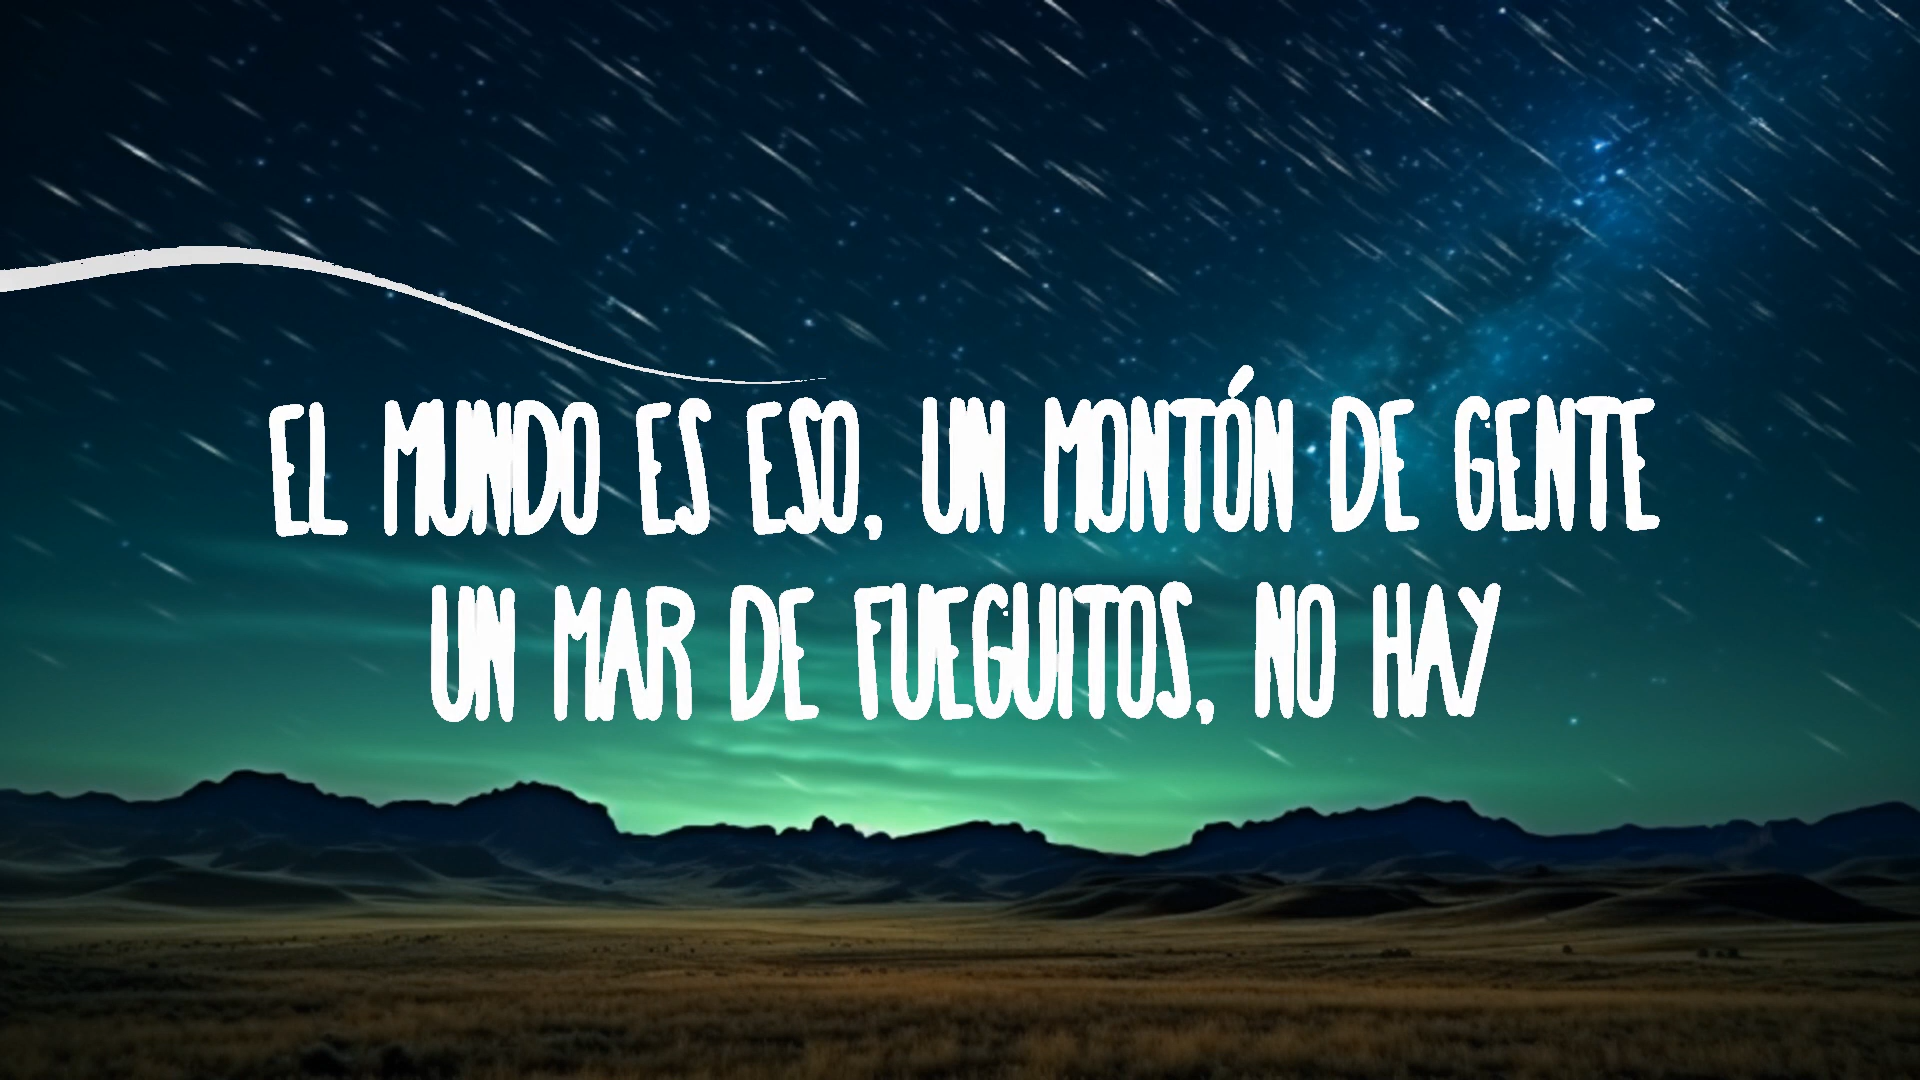 EL MUNDO ES ESO, UN MONTÓN DE GENTE
UN MAR DE FUEGUITOS, NO HAY